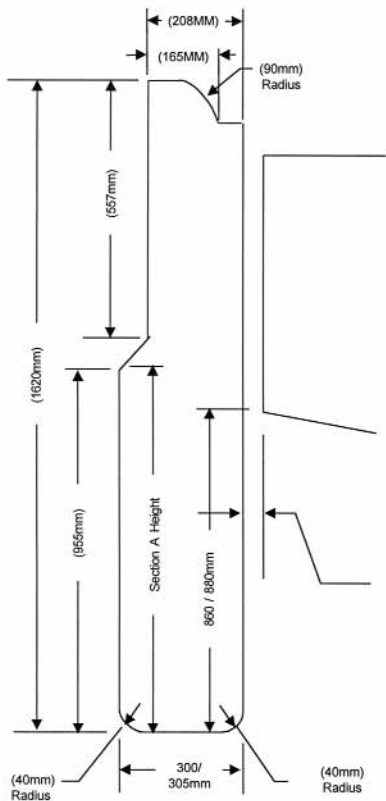 (208MM)
(165MM)
(90mm)
Radius
(557mm)
(1620mm)
(955mm)
Section A Height
860 / 880mm
300/
305mm
(40mm)
Radius
(40mm)
Radius